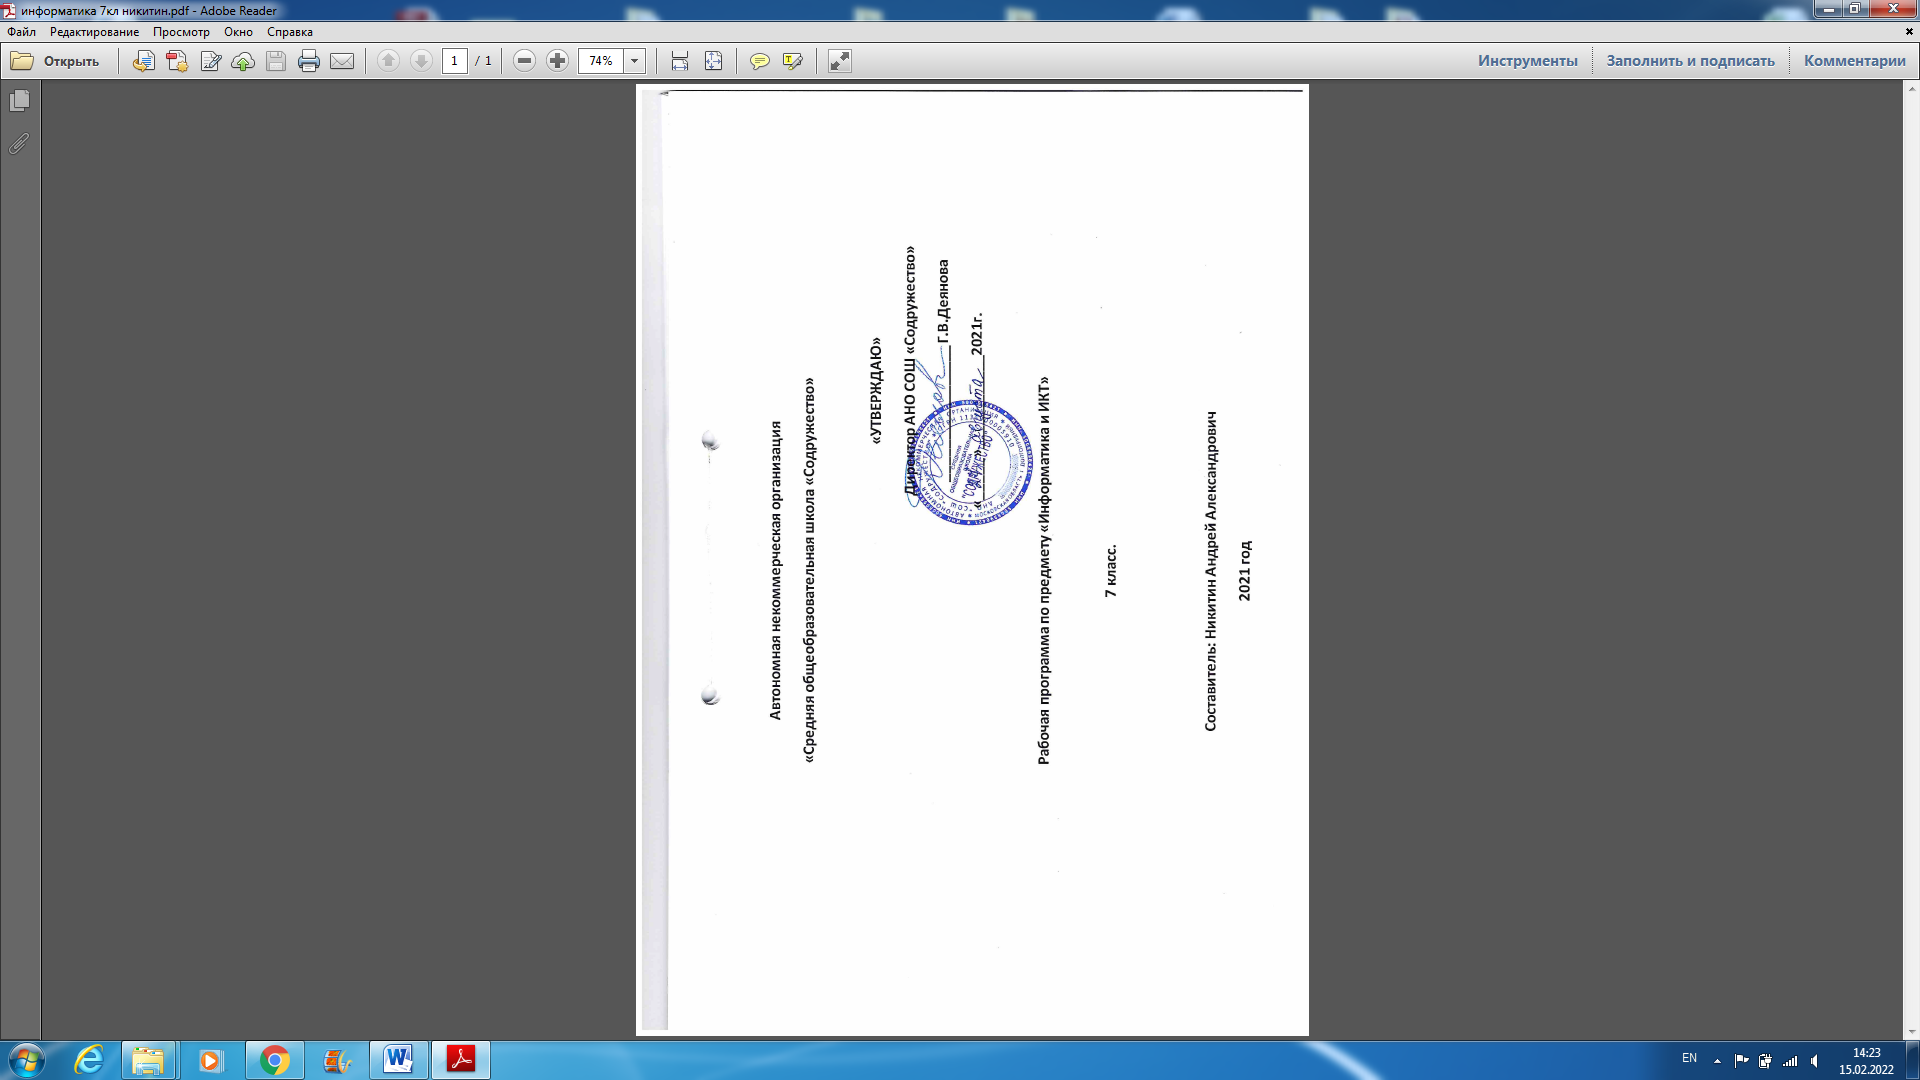 информатика 7кл никитин.pdf - Adobe Reader
Файл Редактирование Просмотр Окно Справка
Открыть 1 / 1 74% Инструменты Заполнить и подписать Комментарии
Автономная некоммерческая организация
«Средняя общеобразовательная школа «Содружество»
«УТВЕРЖДАЮ»
Директор АНО СОШ «Содружество»
Г.В.Деянова
« » августа 2021г.
Рабочая программа по предмету «Информатика и ИКТ»
7 класс.
Составитель: Никитин Андрей Александрович
2021 год
EN
14:23
15.02.2022